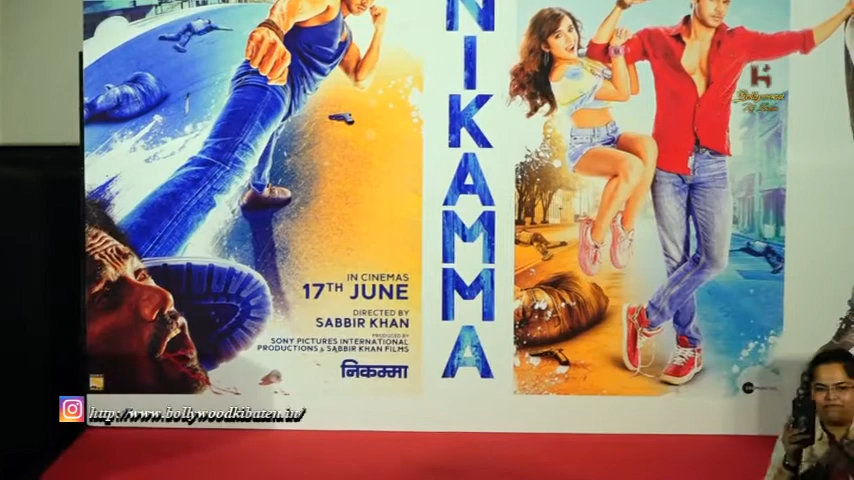 NIKAMMA
IN CINEMAS
17TH JUNE
DIRECTED BY
SABBIR KHAN
PRODUCED BY
SONY PICTURES INTERNATIONAL
PRODUCTIONS & SABBIR KHAN FILMS
निकम्मा
Bollywood
http://www.bollywoodkibaten.in/